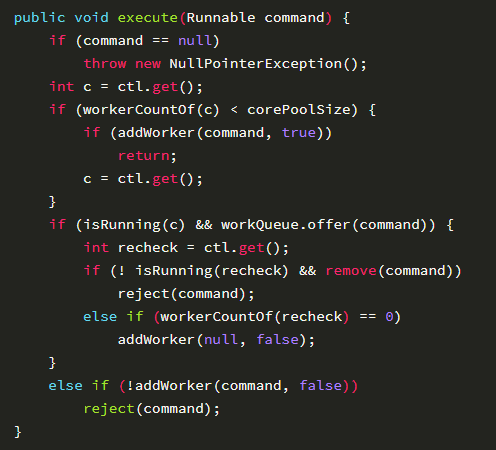 public void execute(Runnable command) {
    if (command == null)
        throw new NullPointerException();
    int c = ctl.get();
    if (workerCountOf(c) < corePoolSize) {
        if (addWorker(command, true))
            return;
        c = ctl.get();
    }
    if (isRunning(c) && workQueue.offer(command)) {
        int recheck = ctl.get();
        if (! isRunning(recheck) && remove(command))
            reject(command);
        else if (workerCountOf(recheck) == 0)
            addWorker(null, false);
    }
    else if (!addWorker(command, false))
        reject(command);
}